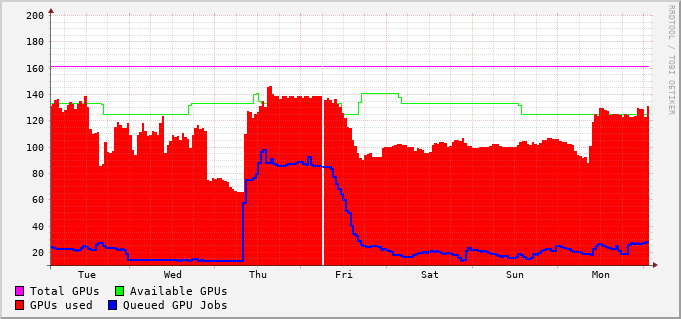 200
180
160
140
120
100
80
60
40
20
Tue Wed Thu Fri Sat Sun Mon
Total GPUs Available GPUs
GPUs used Queued GPU Jobs
RRDTOOL / TOBI OETIKER